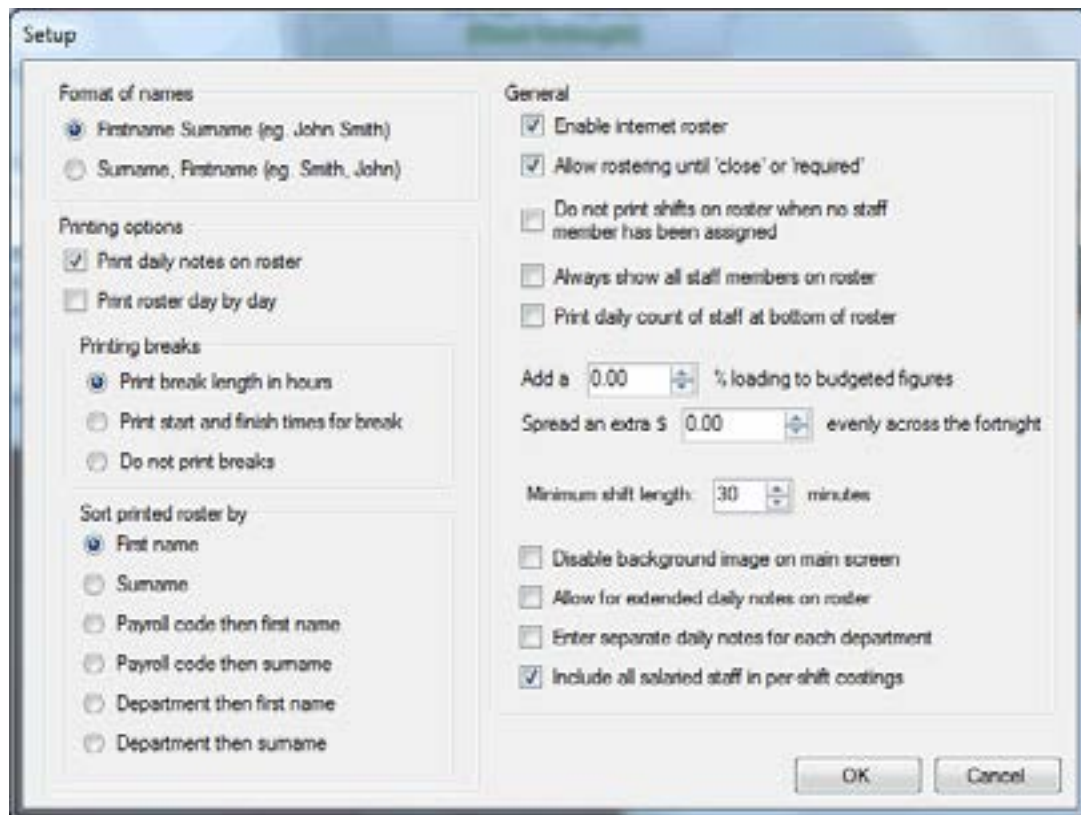 Setup
Format of names
Firstname Surname (eg. John Smith)
Surname, Firstname (eg. Smith, John)
Printing options
Print daily notes on roster
Print roster day by day
Printing breaks
Print break length in hours
Print start and finish times for break
Do not print breaks
Sort printed roster by
First name
Surname
Payroll code then first name
Payroll code then surname
Department then first name
Department then surname
General
Enable internet roster
Allow rostering until 'close' or 'required'
Do not print shifts on roster when no staff
member has been assigned
Always show all staff members on roster
Print daily count of staff at bottom of roster
Add a 0.00 % loading to budgeted figures
Spread an extra $ 0.00 evenly across the fortnight
Minimum shift length: 30 minutes
Disable background image on main screen
Allow for extended daily notes on roster
Enter separate daily notes for each department
Include all salaried staff in per-shift costings
OK Cancel